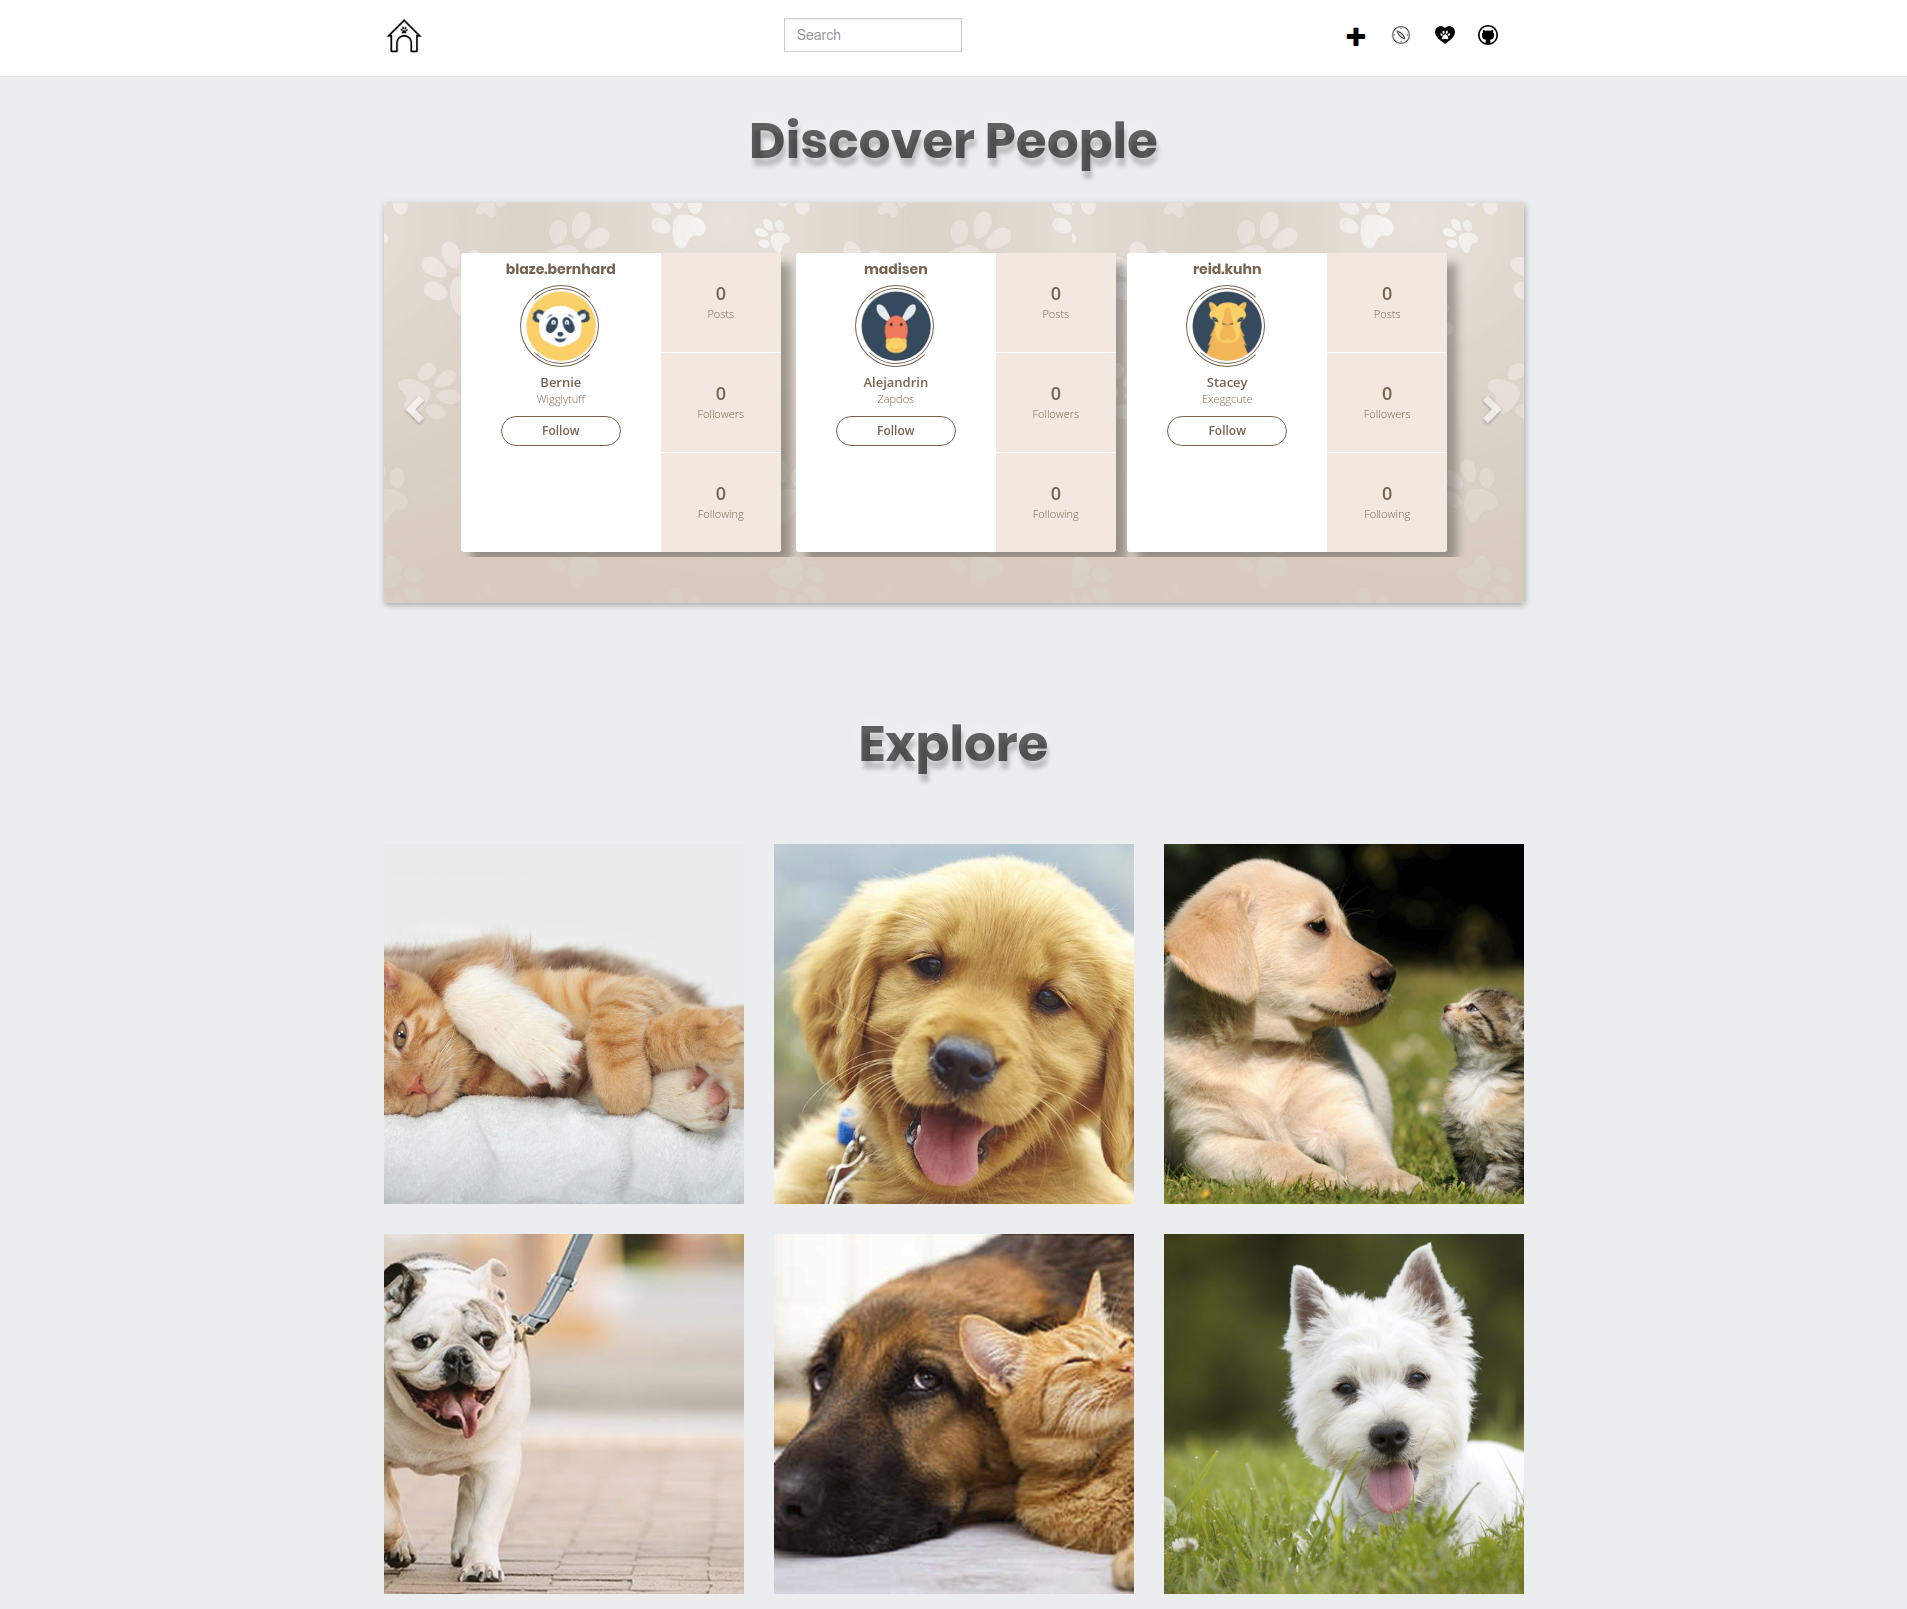 Search
Discover People
blaze.bernhard
Bernie
Wigglytuff
Follow
0
Posts
0
Followers
0
Following
madisen
Alejandrin
Zapdos
Follow
0
Posts
0
Followers
0
Following
reid.kuhn
Stacey
Exeggcute
Follow
0
Posts
0
Followers
0
Following
Explore